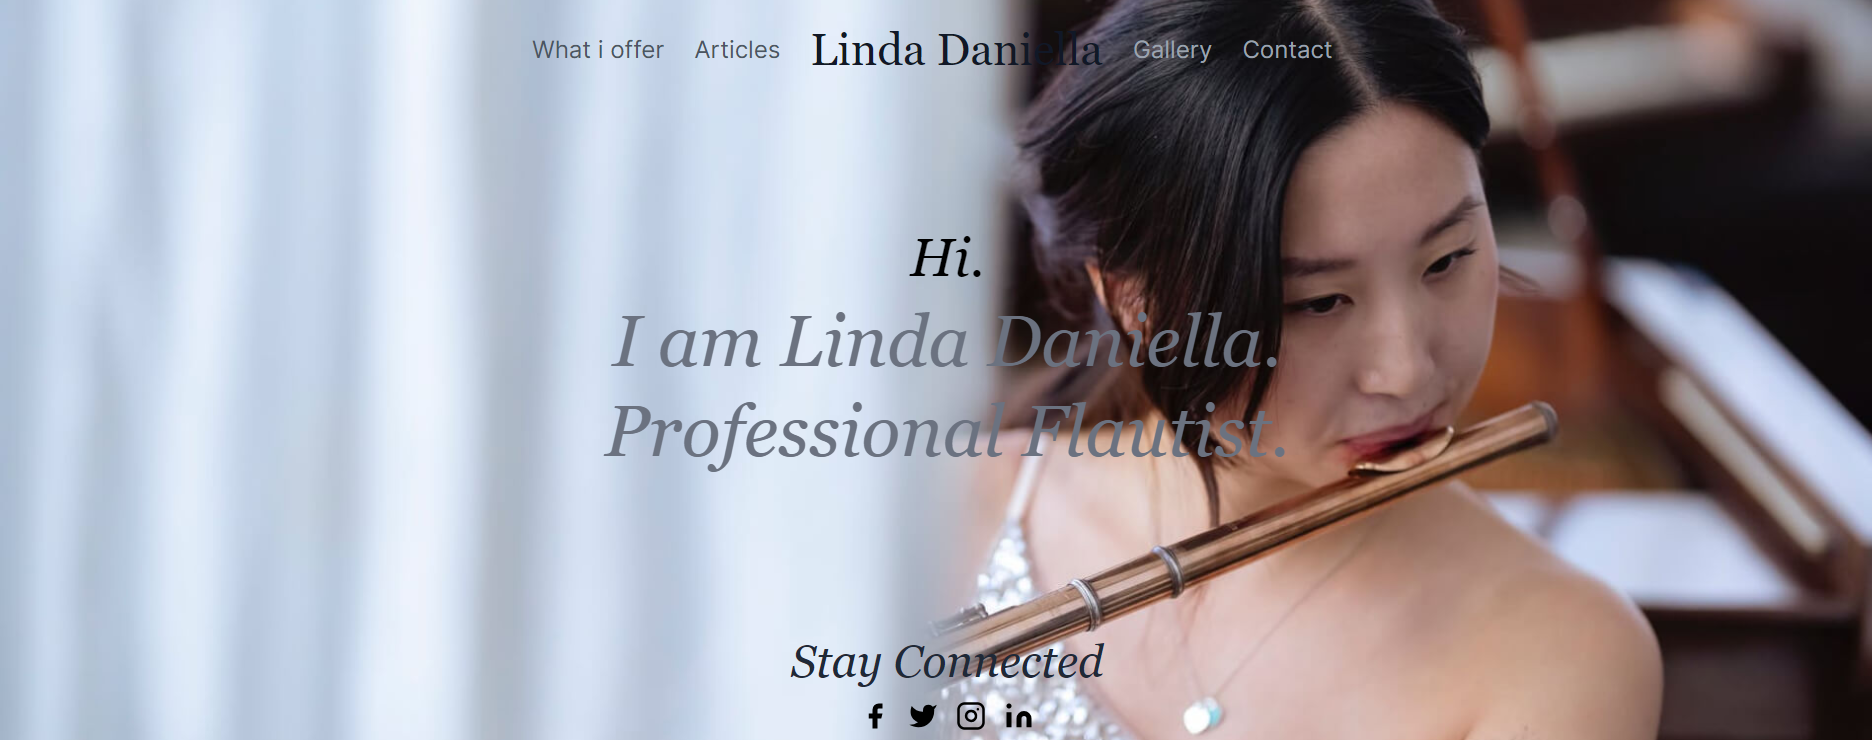 What i offer Articles Linda Daniella Gallery Contact
Hi.
I am Linda Daniella.
Professional Flautist.
Stay Connected